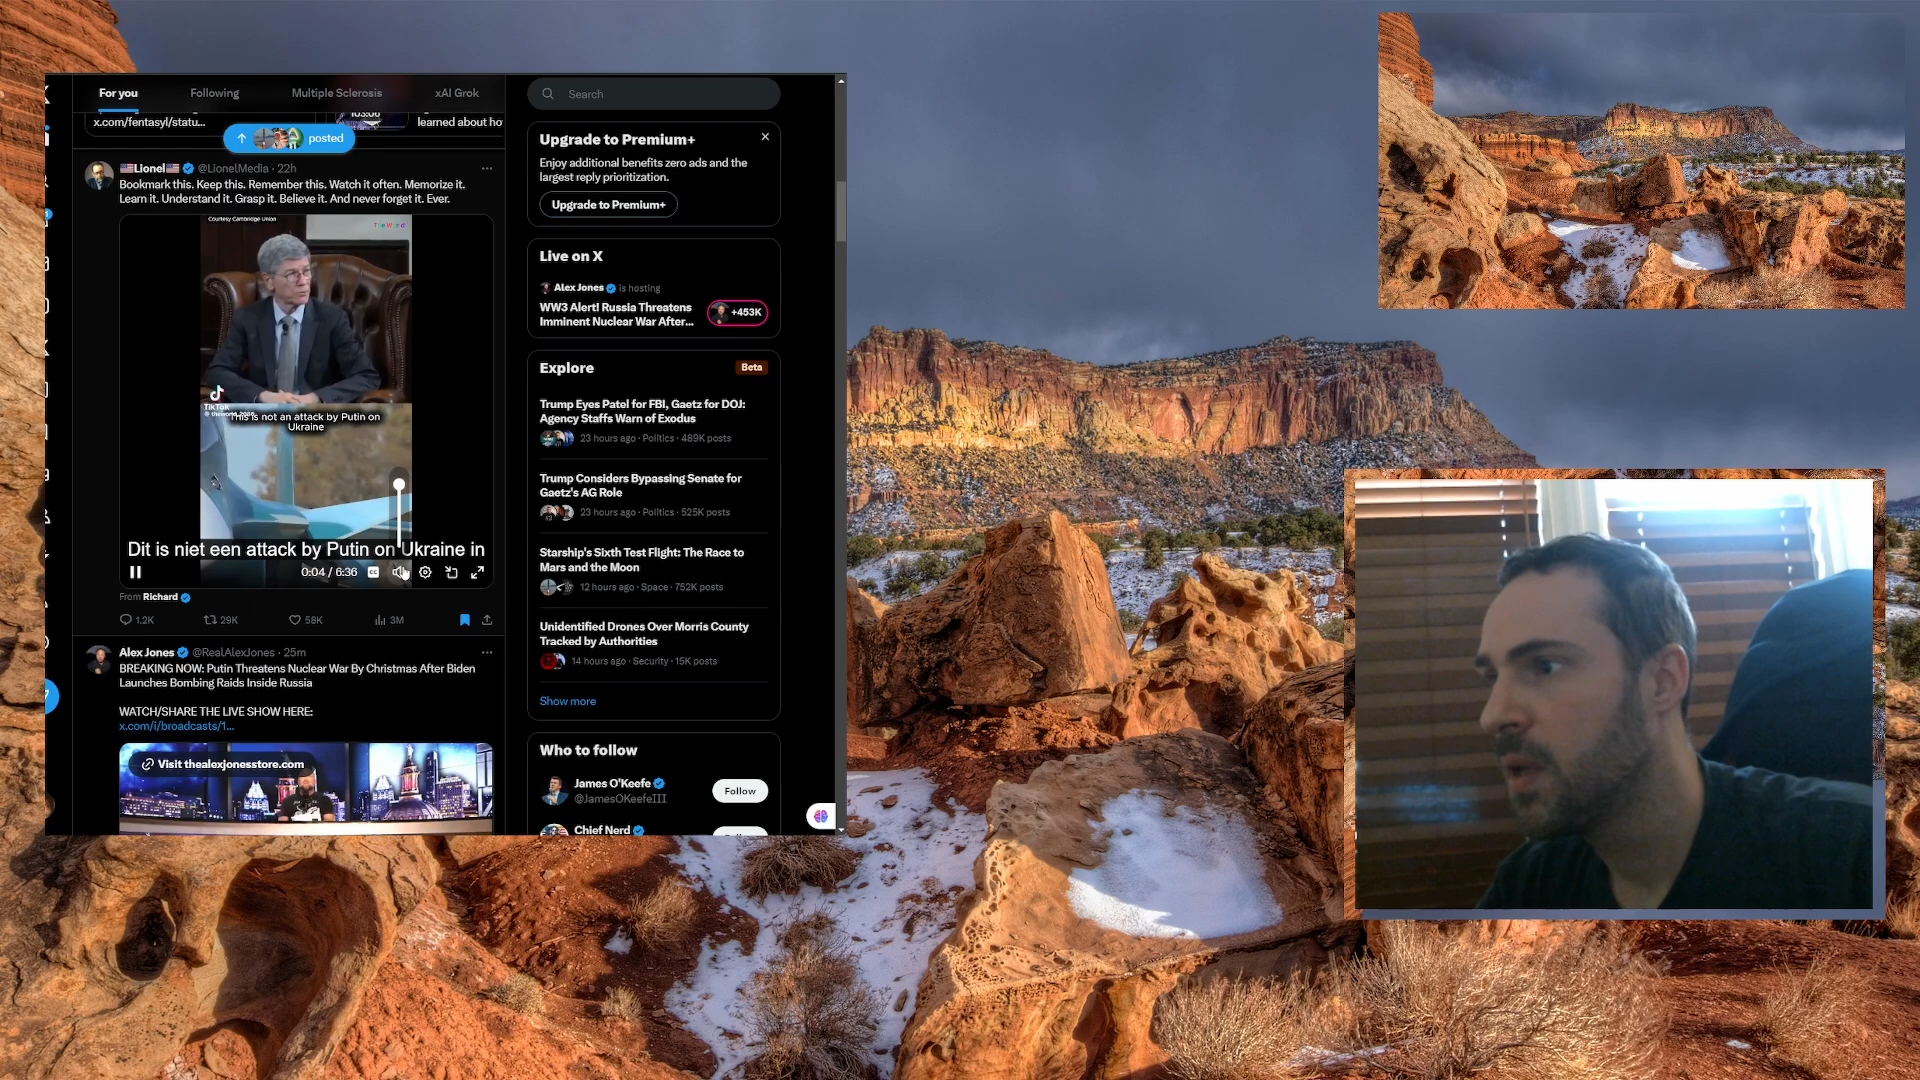 For you
Following
Multiple Sclerosis
xAI Grok
x.com/fentasyl/statu...
103:06
learned about ho
posted
Lionel @LionelMedia · 22h
Bookmark this. Keep this. Remember this. Watch it often. Memorize it.
Learn it. Understand it. Grasp it. Believe it. And never forget it. Ever.
Courtesy Cambridge Union
TikTok
This is not an attack by Putin on
Ukraine
Dit is niet een attack by Putin on Ukraine in
0:04 / 6:36
CC
From Richard
1.2K
29K
58K
3M
Alex Jones @RealAlexJones · 25m
BREAKING NOW: Putin Threatens Nuclear War By Christmas After Biden
Launches Bombing Raids Inside Russia
WATCH/SHARE THE LIVE SHOW HERE:
x.com/i/broadcasts/1...
Visit thealexjonesstore.com
Search
Upgrade to Premium+
Enjoy additional benefits zero ads and the
largest reply prioritization.
Upgrade to Premium+
Live on X
Alex Jones is hosting
WW3 Alert! Russia Threatens
Imminent Nuclear War After...
+453K
Explore
Beta
Trump Eyes Patel for FBI, Gaetz for DOJ:
Agency Staffs Warn of Exodus
23 hours ago · Politics · 489K posts
Trump Considers Bypassing Senate for
Gaetz's AG Role
23 hours ago · Politics · 525K posts
Starship's Sixth Test Flight: The Race to
Mars and the Moon
12 hours ago · Space · 752K posts
Unidentified Drones Over Morris County
Tracked by Authorities
14 hours ago · Security · 15K posts
Show more
Who to follow
James O'Keefe
@JamesOKeefeIII
Follow
Chief Nerd